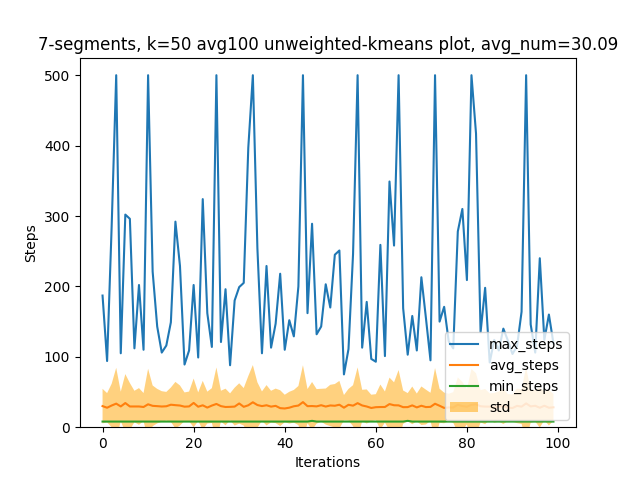 7-segments, k=50 avg100 unweighted-kmeans plot, avg_num=30.09
500
400
300
200
100
0
Steps
max_steps
avg_steps
min_steps
std
0 20 40 60 80 100
Iterations